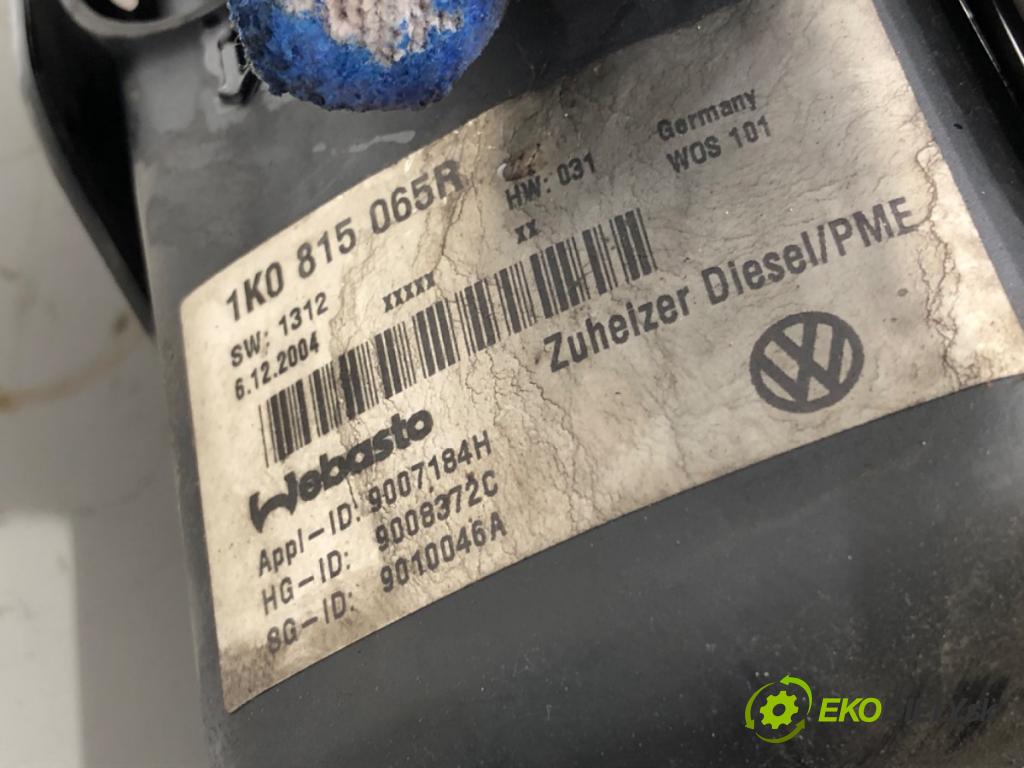 1K0 815 065R
HW: 031
Germany
WOS 101
SW: 1312
xxxxx
xx
6.12.2004
Zuheizer Diesel/PME
Webasto
Appl-ID: 9007184H
HG-ID: 9008372C
SG-ID: 9010046A
EKO